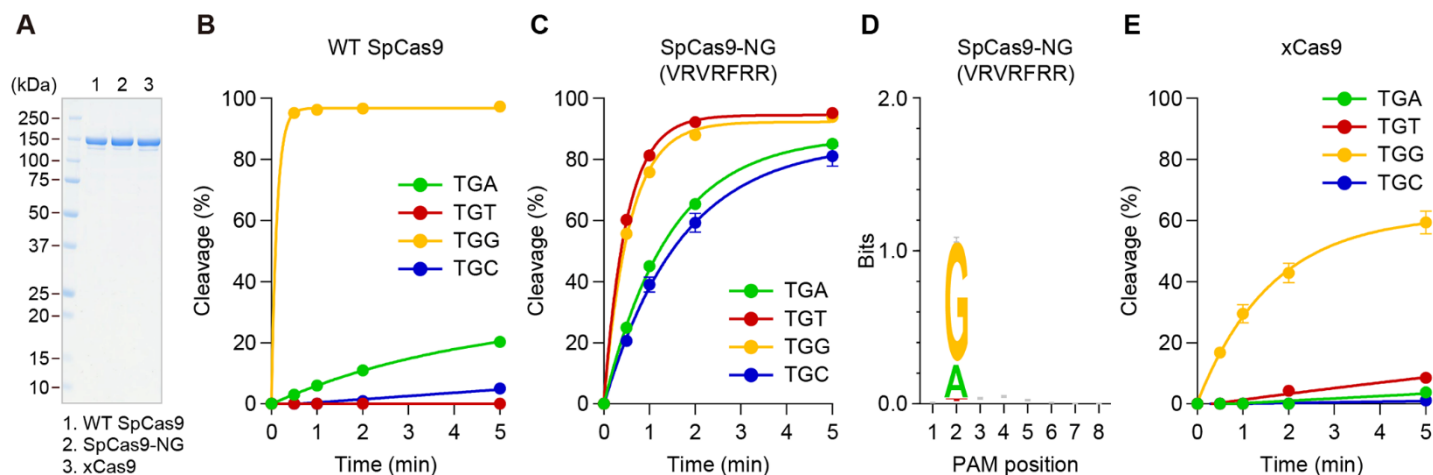 A
(kDa)
1 2 3
250
150
100
75
50
37
25
20
15
10
1. WT SpCas9
2. SpCas9-NG
3. xCas9
B
WT SpCas9
Cleavage (%)
100
80
60
40
20
0
TGA
TGT
TGG
TGC
0 1 2 3 4 5
Time (min)
C
SpCas9-NG
(VRVRFRR)
Cleavage (%)
100
80
60
40
20
0
TGA
TGT
TGG
TGC
0 1 2 3 4 5
Time (min)
D
SpCas9-NG
(VRVRFRR)
Bits
2.0
1.0
0.0
G
A
1 2 3 4 5 6 7 8
PAM position
E
xCas9
Cleavage (%)
100
80
60
40
20
0
TGA
TGT
TGG
TGC
0 1 2 3 4 5
Time (min)